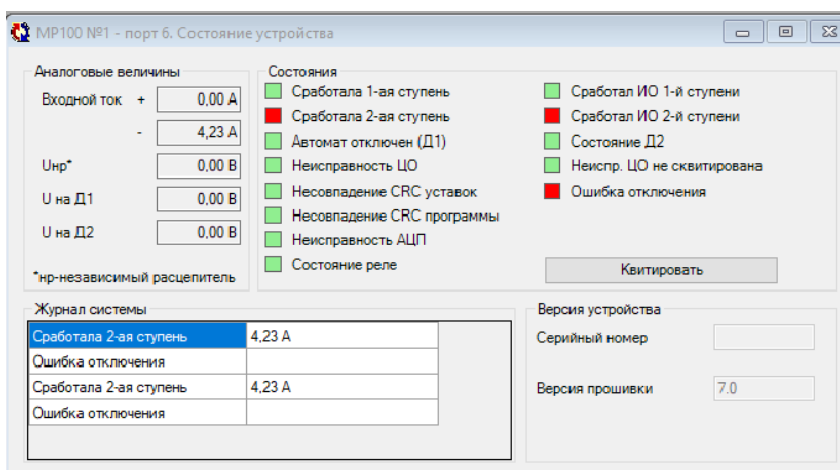 МР100 №1 - порт 6. Состояние устройства
Аналоговые величины
Входной ток + 0,00 А
- 4,23 А
Uнр* 0,00 В
U на Д1 0,00 В
U на Д2 0,00 В
*нр-независимый расцепитель
Состояния
Сработала 1-ая ступень
Сработала 2-ая ступень
Автомат отключен (Д1)
Неисправность ЦО
Несовпадение CRC уставок
Несовпадение CRC программы
Неисправность АЦП
Состояние реле
Сработал ИО 1-й ступени
Сработал ИО 2-й ступени
Состояние Д2
Неиспр. ЦО не сквитирована
Ошибка отключения
Квитировать
Журнал системы
Сработала 2-ая ступень 4,23 А
Ошибка отключения
Сработала 2-ая ступень 4,23 А
Ошибка отключения
Версия устройства
Серийный номер
Версия прошивки 7.0